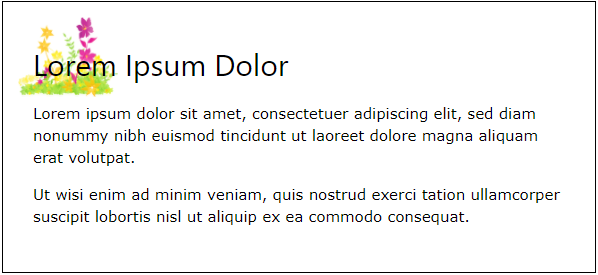 Lorem Ipsum Dolor
Lorem ipsum dolor sit amet, consectetuer adipiscing elit, sed diam
nonummy nibh euismod tincidunt ut laoreet dolore magna aliquam
erat volutpat.
Ut wisi enim ad minim veniam, quis nostrud exerci tation ullamcorper
suscipit lobortis nisl ut aliquip ex ea commodo consequat.